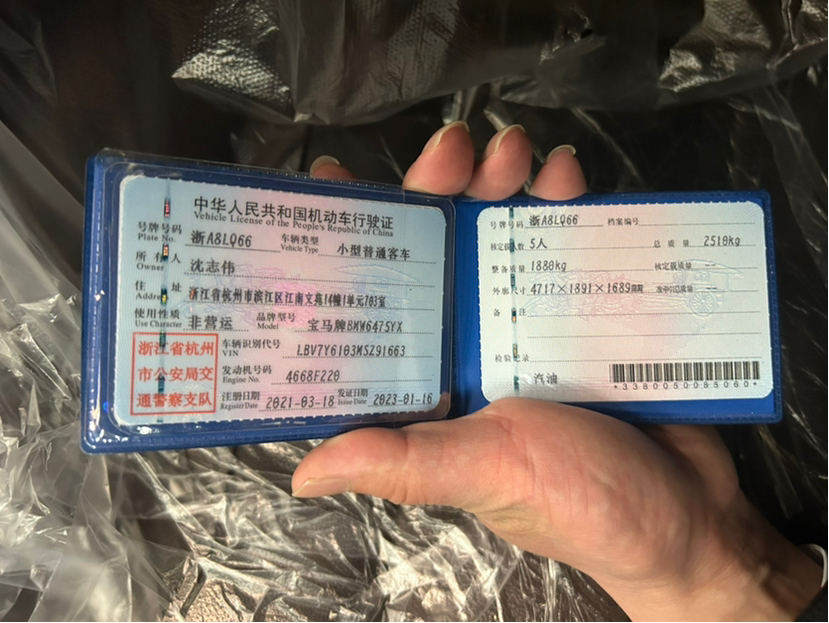 中华人民共和国机动车行驶证
Vehicle License of the People's Republic of China
号牌号码 Plate No. 浙A8LQ66 车辆类型 Vehicle Type 小型普通客车
所有人 Owner 沈志伟
住址 Address 浙江省杭州市滨江区江南文苑14幢1单元703室
使用性质 Use Character 非营运 品牌型号 Model 宝马牌BMW6475YX
浙江省杭州
市公安局交
通警察支队
车辆识别代号 VIN LBV7Y6103MSZ91663
发动机号码 Engine No. 4668F220
注册日期 Register Date 2021-03-18 发证日期 Issue Date 2023-01-16
号牌号码 浙A8LQ66 档案编号
核定载人数 5人 总质量 2510kg
整备质量 1880kg 核定载质量 --
外廓尺寸 4717×1891×1689mm --
备注
检验记录
汽油
*3380050085060*